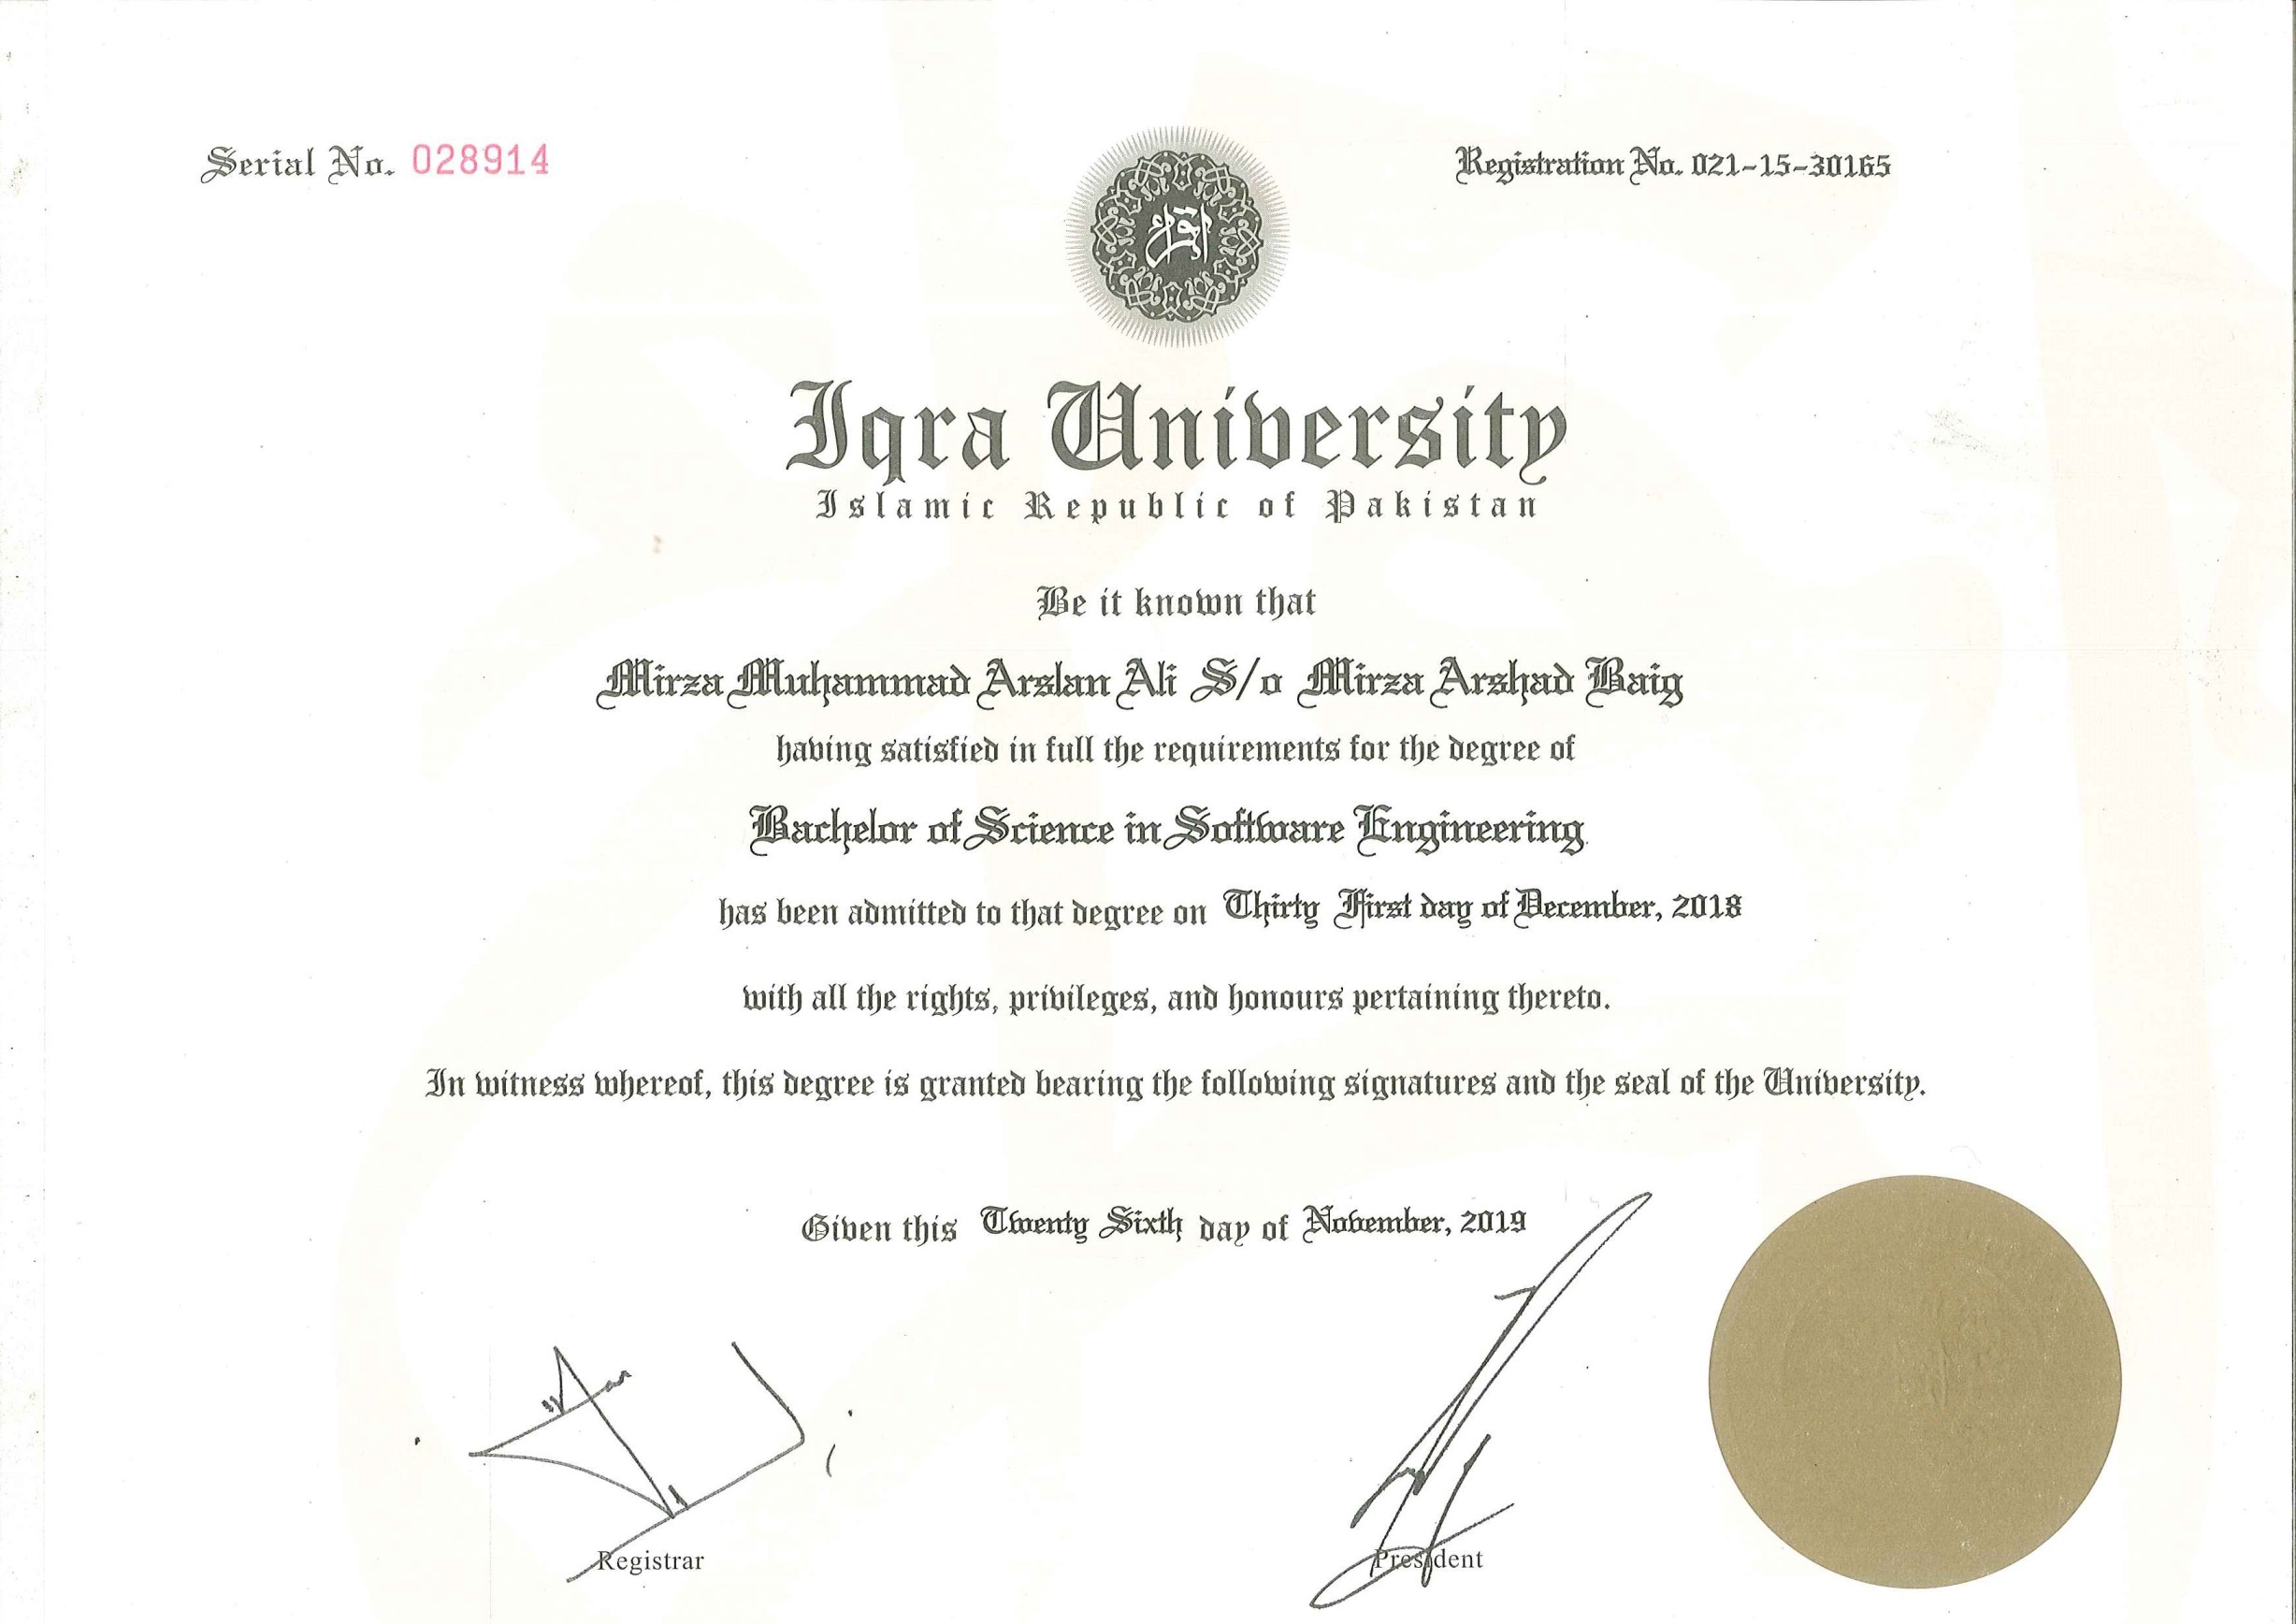 Serial No. 028914
Registration No. 021-15-30165
اقرا
Iqra University
Islamic Republic of Pakistan
Be it known that
Mirza Muhammad Arslan Ali S/o Mirza Arshad Baig
having satisfied in full the requirements for the degree of
Bachelor of Science in Software Engineering
has been admitted to that degree on Thirty First day of December, 2018
with all the rights, privileges, and honours pertaining thereto.
In witness whereof, this degree is granted bearing the following signatures and the seal of the University.
Given this Twenty Sixth day of November, 2019
Registrar
President